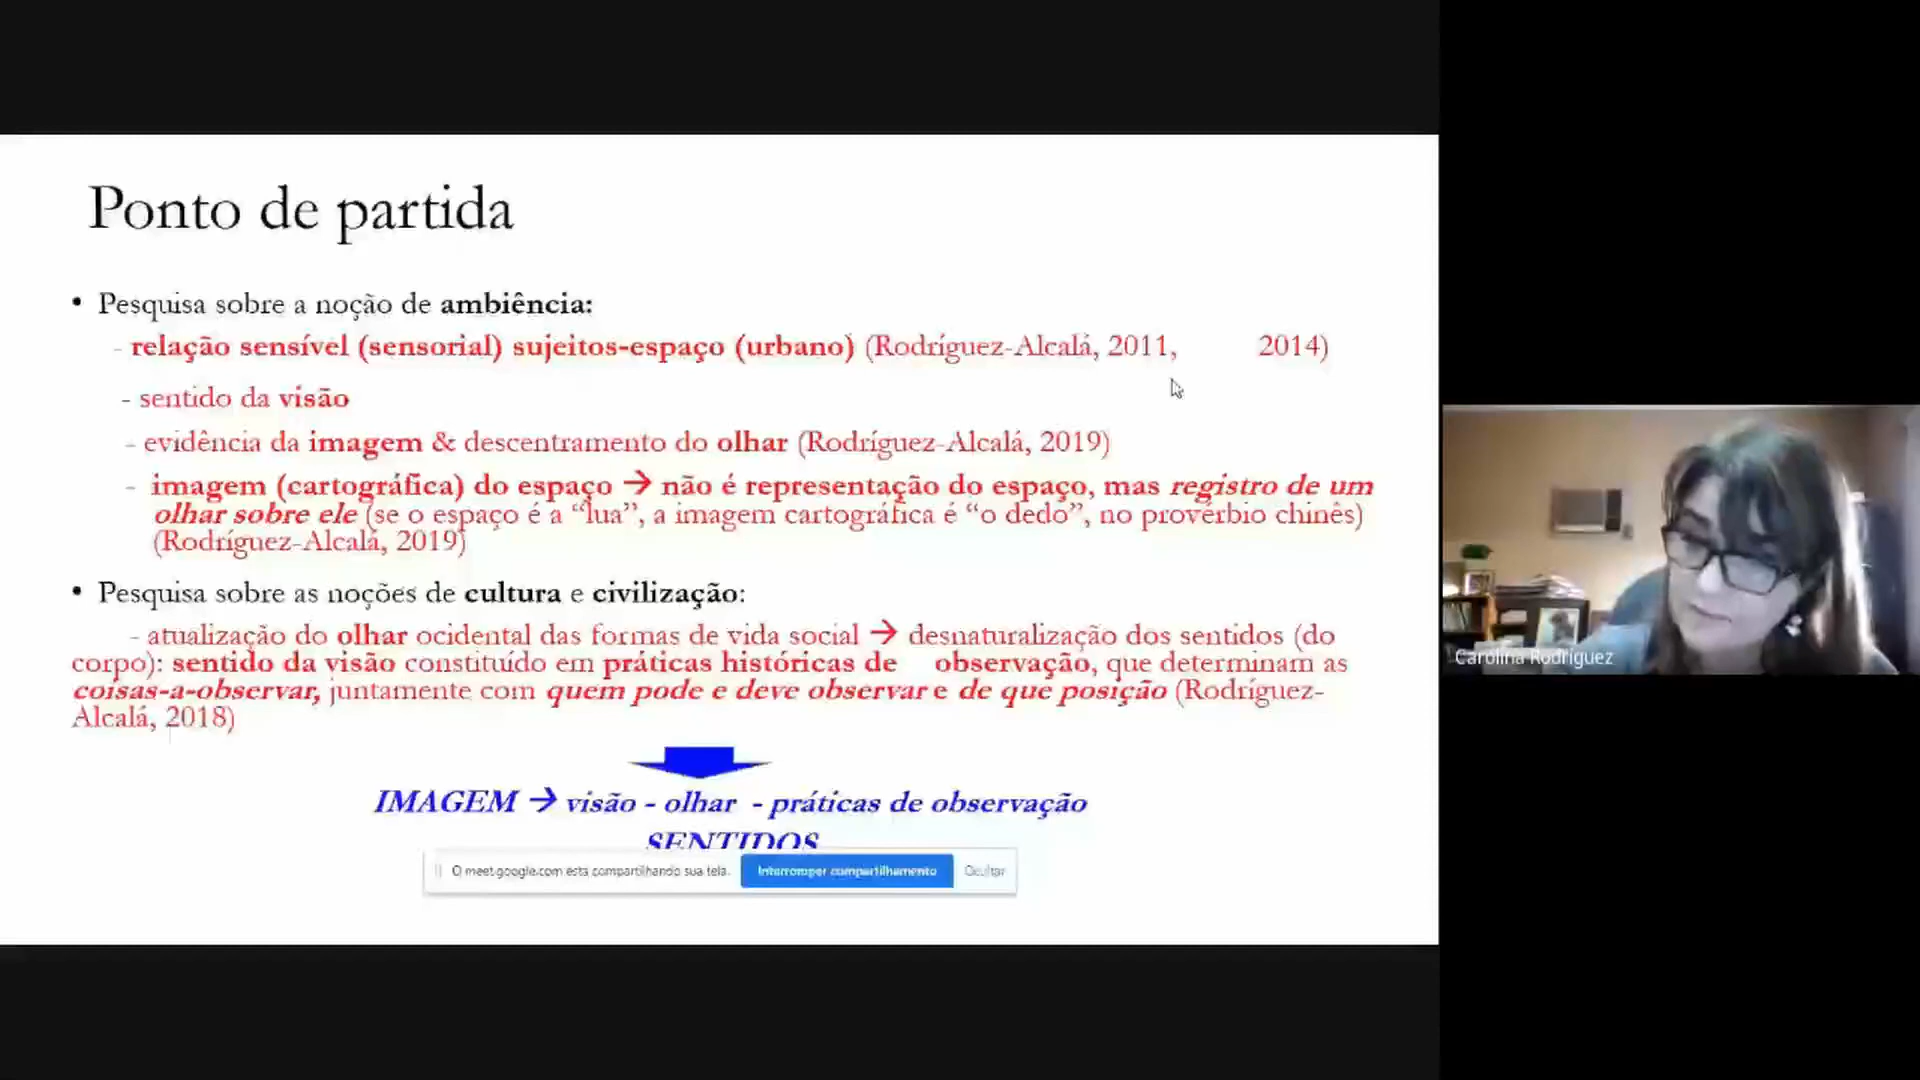 Ponto de partida
• Pesquisa sobre a noção de ambiência:
- relação sensível (sensorial) sujeitos-espaço (urbano) (Rodríguez-Alcalá, 2011, 2014)
- sentido da visão
- evidência da imagem & descentramento do olhar (Rodríguez-Alcalá, 2019)
- imagem (cartográfica) do espaço → não é representação do espaço, mas registro de um
olhar sobre ele (se o espaço é a “lua”, a imagem cartográfica é “o dedo”, no provérbio chinês)
(Rodríguez-Alcalá, 2019)
• Pesquisa sobre as noções de cultura e civilização:
- atualização do olhar ocidental das formas de vida social → desnaturalização dos sentidos (do
corpo): sentido da visão constituído em práticas históricas de observação, que determinam as
coisas-a-observar, juntamente com quem pode e deve observar e de que posição (Rodríguez-
Alcalá, 2018)
IMAGEM → visão - olhar - práticas de observação
SENTIDOS
O meet.google.com está compartilhando sua tela.
Interromper compartilhamento
Ocultar
Carolina Rodríguez